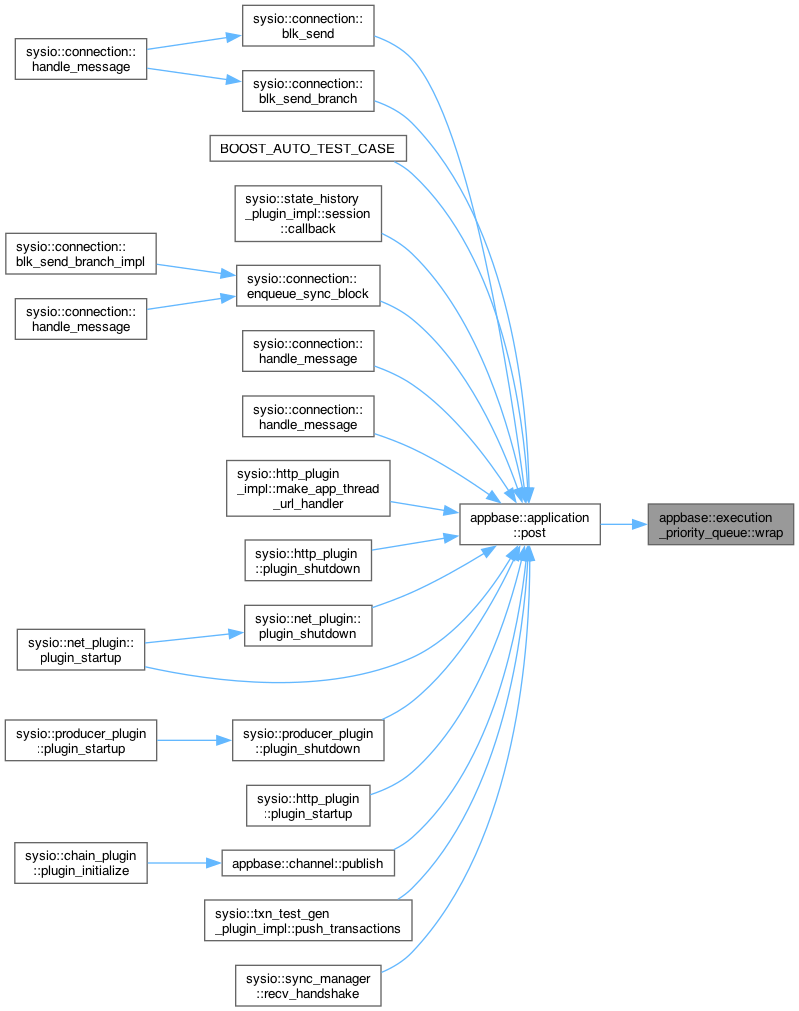 sysio::connection::
blk_send
sysio::connection::
handle_message
sysio::connection::
blk_send_branch
BOOST_AUTO_TEST_CASE
sysio::state_history
_plugin_impl::session
::callback
sysio::connection::
blk_send_branch_impl
sysio::connection::
enqueue_sync_block
sysio::connection::
handle_message
sysio::connection::
handle_message
sysio::connection::
handle_message
sysio::http_plugin
_impl::make_app_thread
_url_handler
appbase::application
::post
appbase::execution
_priority_queue::wrap
sysio::http_plugin
::plugin_shutdown
sysio::net_plugin::
plugin_shutdown
sysio::net_plugin::
plugin_startup
sysio::producer_plugin
::plugin_startup
sysio::producer_plugin
::plugin_shutdown
sysio::http_plugin
::plugin_startup
sysio::chain_plugin
::plugin_initialize
appbase::channel::publish
sysio::txn_test_gen
_plugin_impl::push_transactions
sysio::sync_manager
::recv_handshake